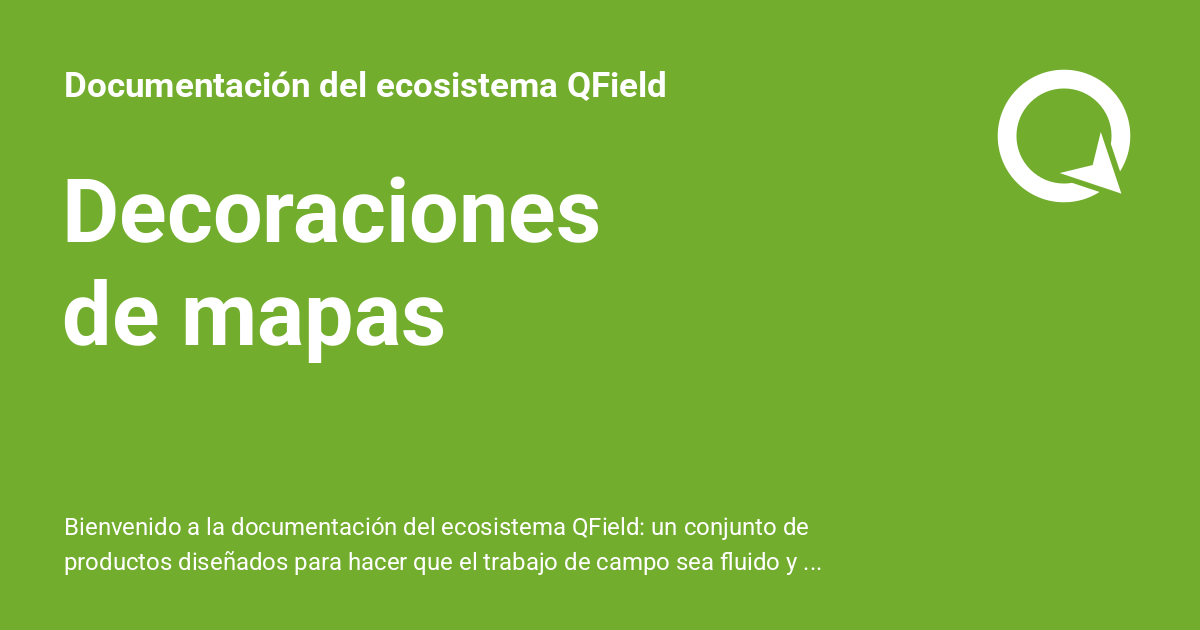 Documentación del ecosistema QField
Decoraciones
de mapas
Bienvenido a la documentación del ecosistema QField: un conjunto de
productos diseñados para hacer que el trabajo de campo sea fluido y ...